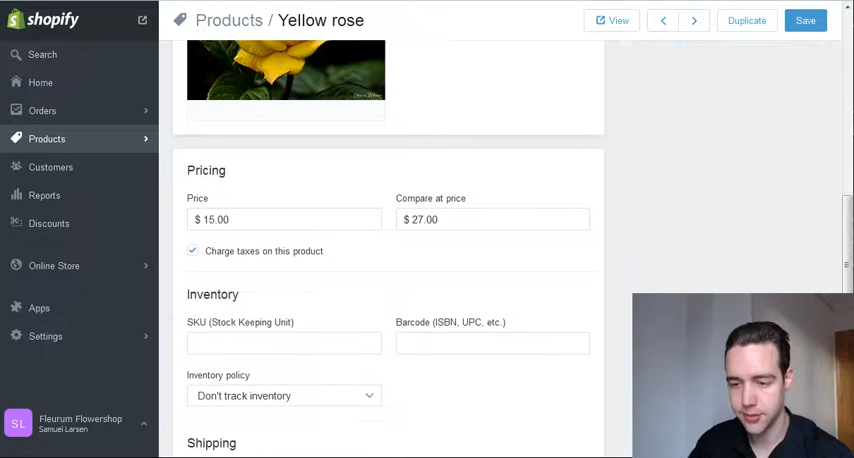 shopify
Products / Yellow rose
View
Duplicate
Save
Search
Home
Orders
Products
Customers
Reports
Discounts
Online Store
Apps
Settings
SL
Fleurum Flowershop
Samuel Larsen
Pricing
Price
Compare at price
$ 15.00
$ 27.00
Charge taxes on this product
Inventory
SKU (Stock Keeping Unit)
Barcode (ISBN, UPC, etc.)
Inventory policy
Don't track inventory
Shipping